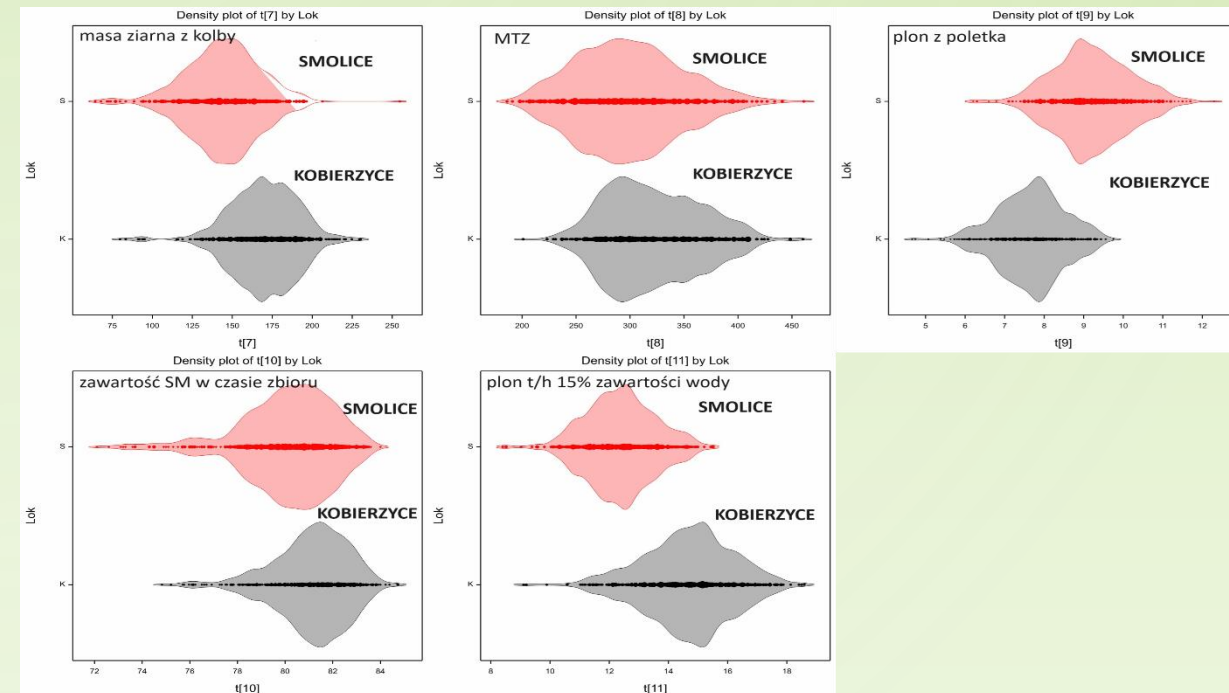 Density plot of t[7] by Lok
masa ziarna z kolby
SMOLICE
S
Lok
KOBIERZYCE
K
75 100 125 150 175 200 225 250
t[7]
Density plot of t[8] by Lok
MTZ
SMOLICE
S
KOBIERZYCE
K
200 250 300 350 400 450
t[8]
Density plot of t[9] by Lok
plon z poletka
SMOLICE
S
Lok
KOBIERZYCE
K
5 6 7 8 9 10 11 12
t[9]
Density plot of t[10] by Lok
zawartość SM w czasie zbioru
SMOLICE
S
Lok
KOBIERZYCE
K
72 74 76 78 80 82 84
t[10]
Density plot of t[11] by Lok
plon t/h 15% zawartości wody
SMOLICE
S
Lok
KOBIERZYCE
K
8 10 12 14 16 18
t[11]